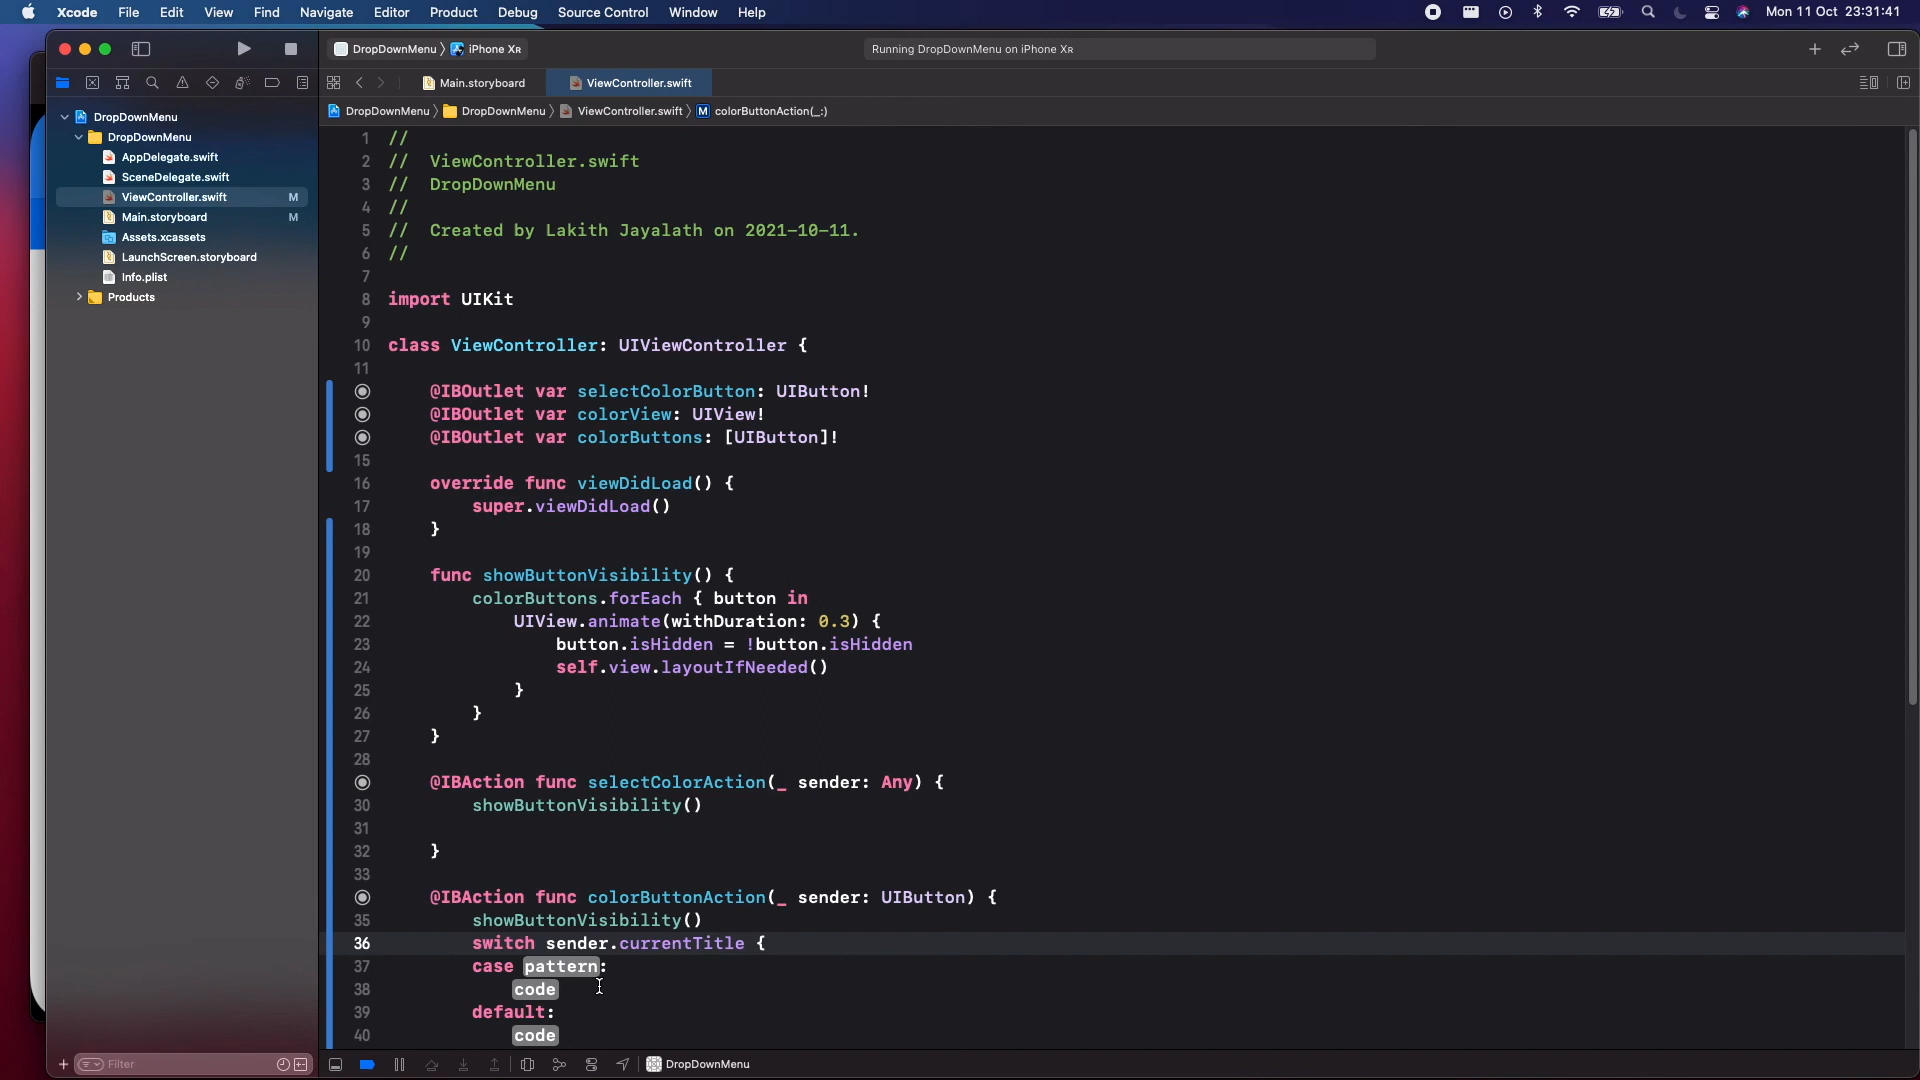 Xcode File Edit View Find Navigate Editor Product Debug Source Control Window Help Mon 11 Oct 23:31:41
DropDownMenu iPhone XR Running DropDownMenu on iPhone XR
Main.storyboard ViewController.swift
DropDownMenu DropDownMenu ViewController.swift M colorButtonAction(_:)
DropDownMenu
DropDownMenu
AppDelegate.swift
SceneDelegate.swift
ViewController.swift M
Main.storyboard M
Assets.xcassets
LaunchScreen.storyboard
Info.plist
Products
1 //
2 // ViewController.swift
3 // DropDownMenu
4 //
5 // Created by Lakith Jayalath on 2021-10-11.
6 //
7
8 import UIKit
9
10 class ViewController: UIViewController {
11
@IBOutlet var selectColorButton: UIButton!
@IBOutlet var colorView: UIView!
@IBOutlet var colorButtons: [UIButton]!
15
16 override func viewDidLoad() {
17 super.viewDidLoad()
18 }
19
20 func showButtonVisibility() {
21 colorButtons.forEach { button in
22 UIView.animate(withDuration: 0.3) {
23 button.isHidden = !button.isHidden
24 self.view.layoutIfNeeded()
25 }
26 }
27 }
28
@IBAction func selectColorAction(_ sender: Any) {
30 showButtonVisibility()
31
32 }
33
@IBAction func colorButtonAction(_ sender: UIButton) {
35 showButtonVisibility()
36 switch sender.currentTitle {
37 case pattern:
38 code
39 default:
40 code
Filter
DropDownMenu